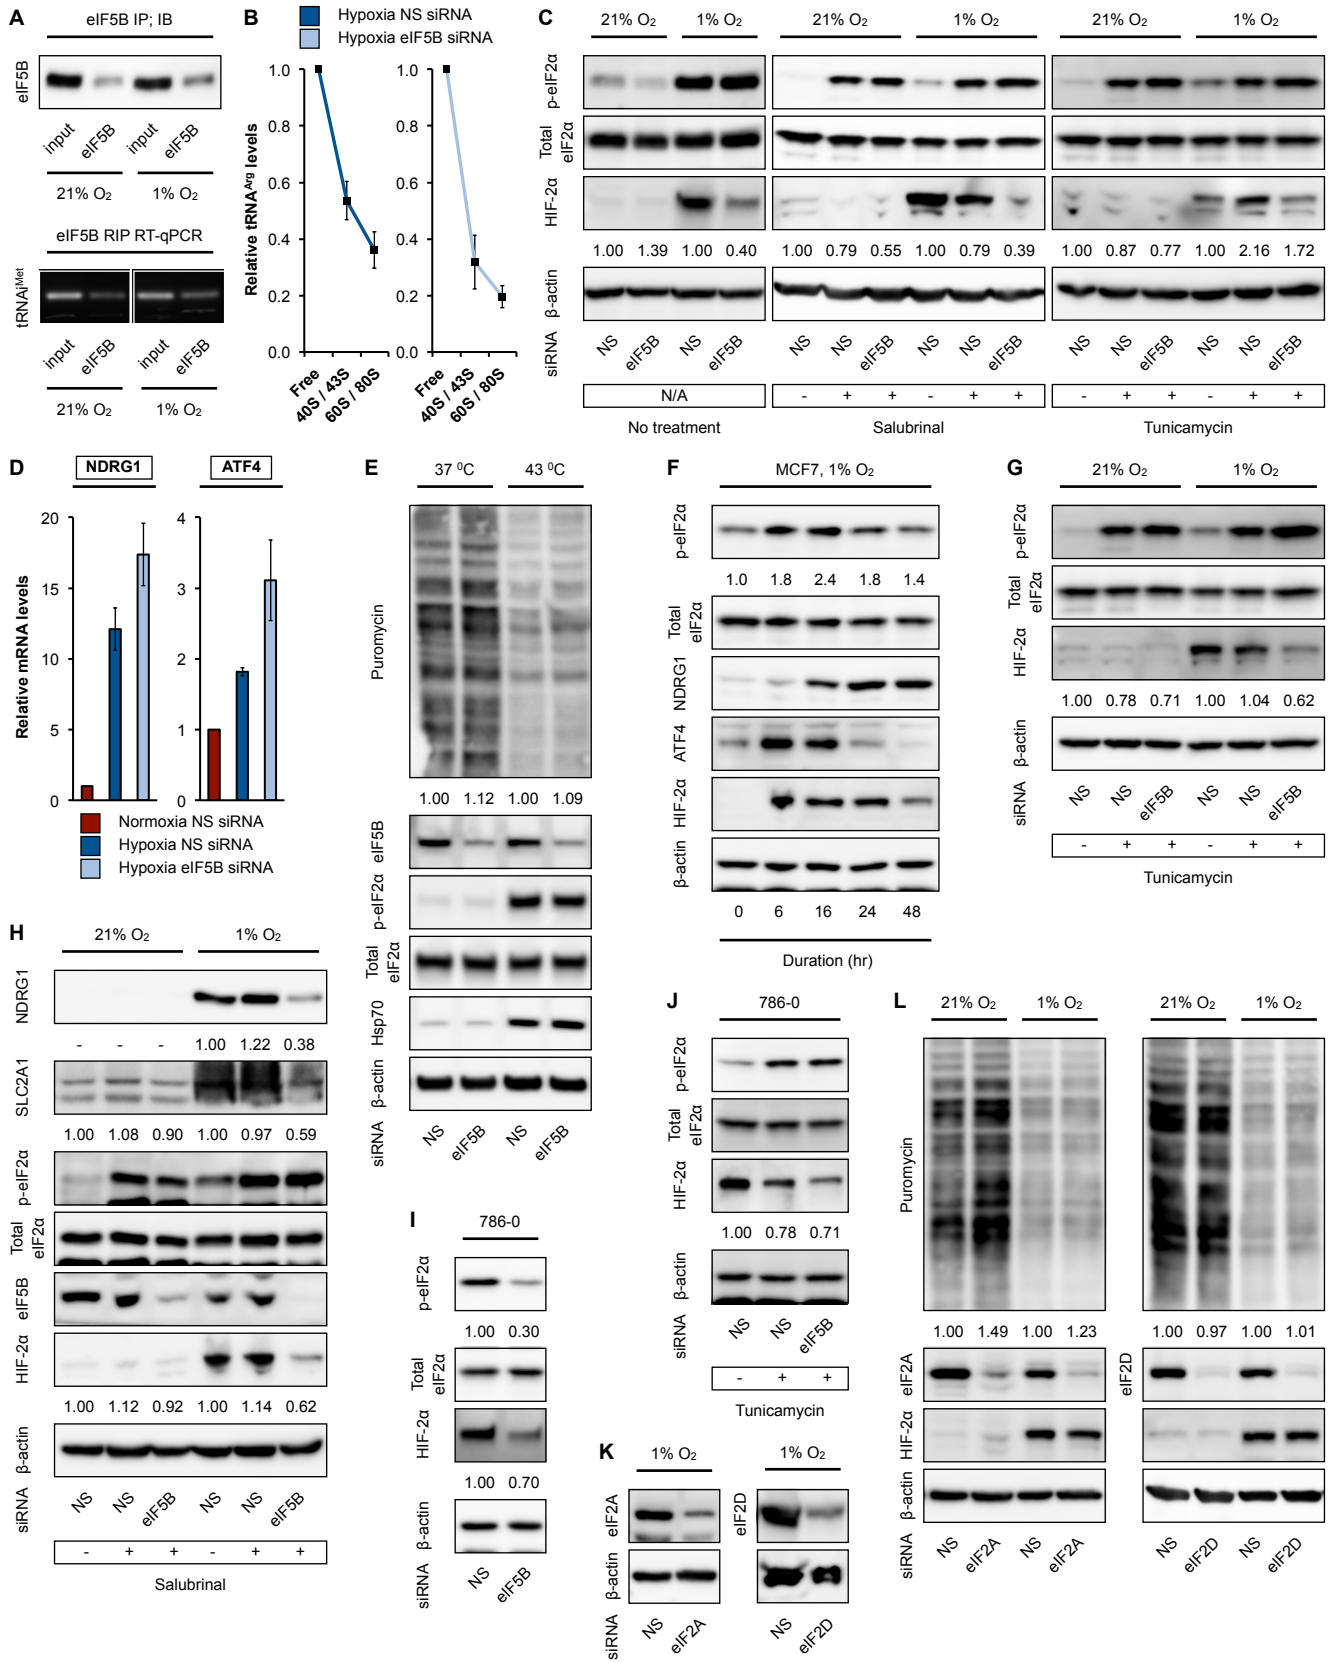 A
eIF5B IP; IB
eIF5B
input eIF5B input eIF5B
21% O2 1% O2
eIF5B RIP RT-qPCR
tRNAiMet
input eIF5B input eIF5B
21% O2 1% O2
B
Hypoxia NS siRNA
Hypoxia eIF5B siRNA
Relative tRNAArg levels
1.0 1.0
0.8 0.8
0.6 0.6
0.4 0.4
0.2 0.2
0.0 0.0
Free 40S / 43S 60S / 80S Free 40S / 43S 60S / 80S
C
21% O2 1% O2 21% O2 1% O2 21% O2 1% O2
p-eIF2α
Total eIF2α
HIF-2α
1.00 1.39 1.00 0.40 1.00 0.79 0.55 1.00 0.79 0.39 1.00 0.87 0.77 1.00 2.16 1.72
β-actin
siRNA NS eIF5B NS eIF5B NS NS eIF5B NS NS eIF5B NS NS eIF5B NS NS eIF5B
N/A - + + - + + - + + - + +
No treatment Salubrinal Tunicamycin
D
NDRG1 ATF4
Relative mRNA levels
20 4
15 3
10 2
5 1
0 0
Normoxia NS siRNA
Hypoxia NS siRNA
Hypoxia eIF5B siRNA
E
37 0C 43 0C
Puromycin
1.00 1.12 1.00 1.09
eIF5B
p-eIF2α
Total eIF2α
Hsp70
β-actin
siRNA NS eIF5B NS eIF5B
F
MCF7, 1% O2
p-eIF2α
1.0 1.8 2.4 1.8 1.4
Total eIF2α
NDRG1
ATF4
HIF-2α
β-actin
0 6 16 24 48
Duration (hr)
G
21% O2 1% O2
p-eIF2α
Total eIF2α
HIF-2α
1.00 0.78 0.71 1.00 1.04 0.62
β-actin
siRNA NS NS eIF5B NS NS eIF5B
- + + - + +
Tunicamycin
H
21% O2 1% O2
NDRG1
- - - 1.00 1.22 0.38
SLC2A1
1.00 1.08 0.90 1.00 0.97 0.59
p-eIF2α
Total eIF2α
eIF5B
HIF-2α
1.00 1.12 0.92 1.00 1.14 0.62
β-actin
siRNA NS NS eIF5B NS NS eIF5B
- + + - + +
Salubrinal
I
786-0
p-eIF2α
1.00 0.30
Total eIF2α
HIF-2α
1.00 0.70
β-actin
siRNA NS eIF5B
J
786-0
p-eIF2α
Total eIF2α
HIF-2α
1.00 0.78 0.71
β-actin
siRNA NS NS eIF5B
- + +
Tunicamycin
K
1% O2 1% O2
eIF2A eIF2D
β-actin
siRNA NS eIF2A NS eIF2D
L
21% O2 1% O2 21% O2 1% O2
Puromycin
1.00 1.49 1.00 1.23 1.00 0.97 1.00 1.01
eIF2A eIF2D
HIF-2α
β-actin
siRNA NS eIF2A NS eIF2A NS eIF2D NS eIF2D